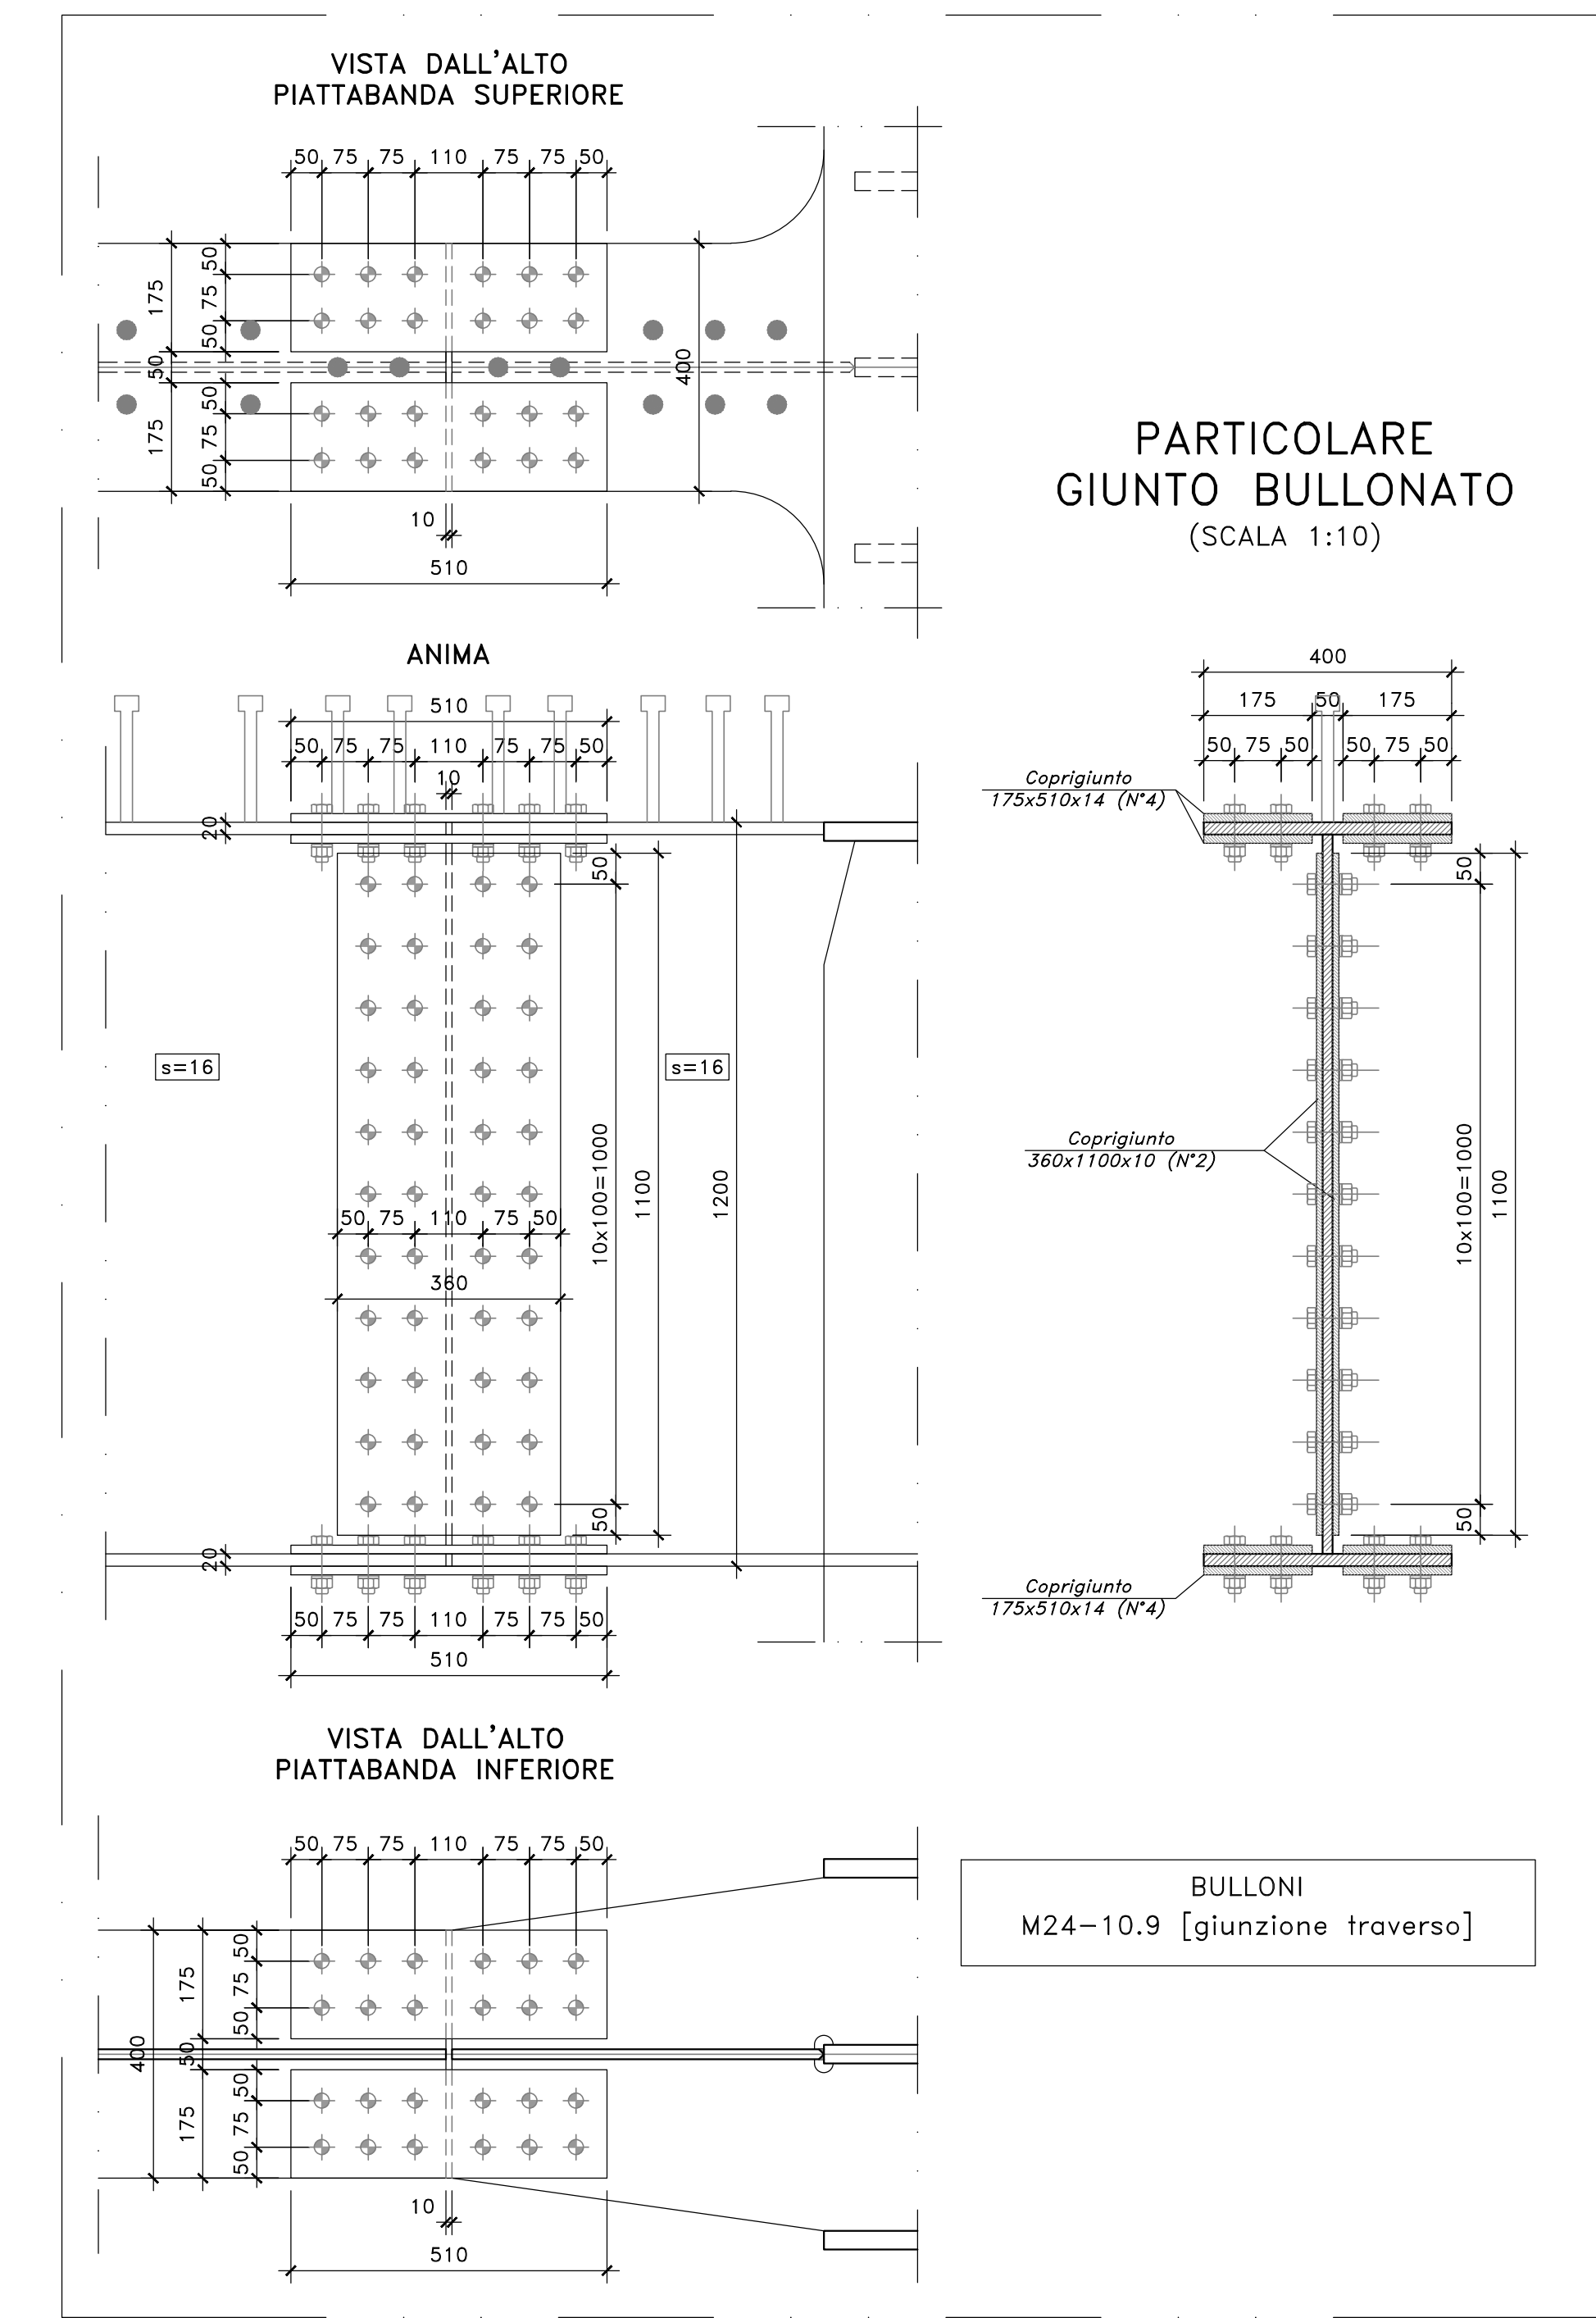 VISTA DALL'ALTO
PIATTABANDA SUPERIORE
50 75 75 110 75 75 50
175 50 175
50 75 50 50 75 50
400
10
510
PARTICOLARE
GIUNTO BULLONATO
(SCALA 1:10)
ANIMA
510
50 75 75 110 75 75 50
10
20
50
s=16
s=16
10x100=1000
1100
1200
50 75 110 75 50
360
50
20
50 75 75 110 75 75 50
510
400
175 50 175
50 75 50 50 75 50
Coprigiunto
175x510x14 (N°4)
50
Coprigiunto
360x1100x10 (N°2)
10x100=1000
1100
50
Coprigiunto
175x510x14 (N°4)
VISTA DALL'ALTO
PIATTABANDA INFERIORE
50 75 75 110 75 75 50
400
175 50 175
50 75 50 50 75 50
10
510
BULLONI
M24-10.9 [giunzione traverso]